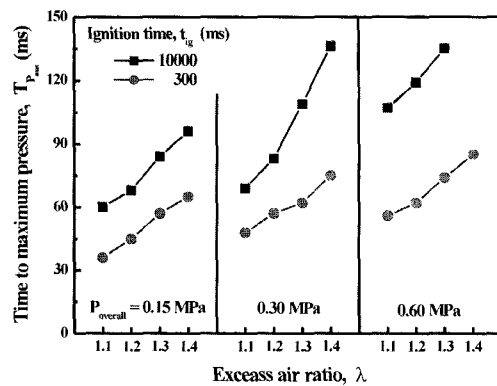 150
120
90
60
30
0
Time to maximum pressure, T_Pmax (ms)
Ignition time, t_ig (ms)
10000
300
P_overall = 0.15 MPa
0.30 MPa
0.60 MPa
1.1 1.2 1.3 1.4 1.1 1.2 1.3 1.4 1.1 1.2 1.3 1.4
Exceess air ratio, λ